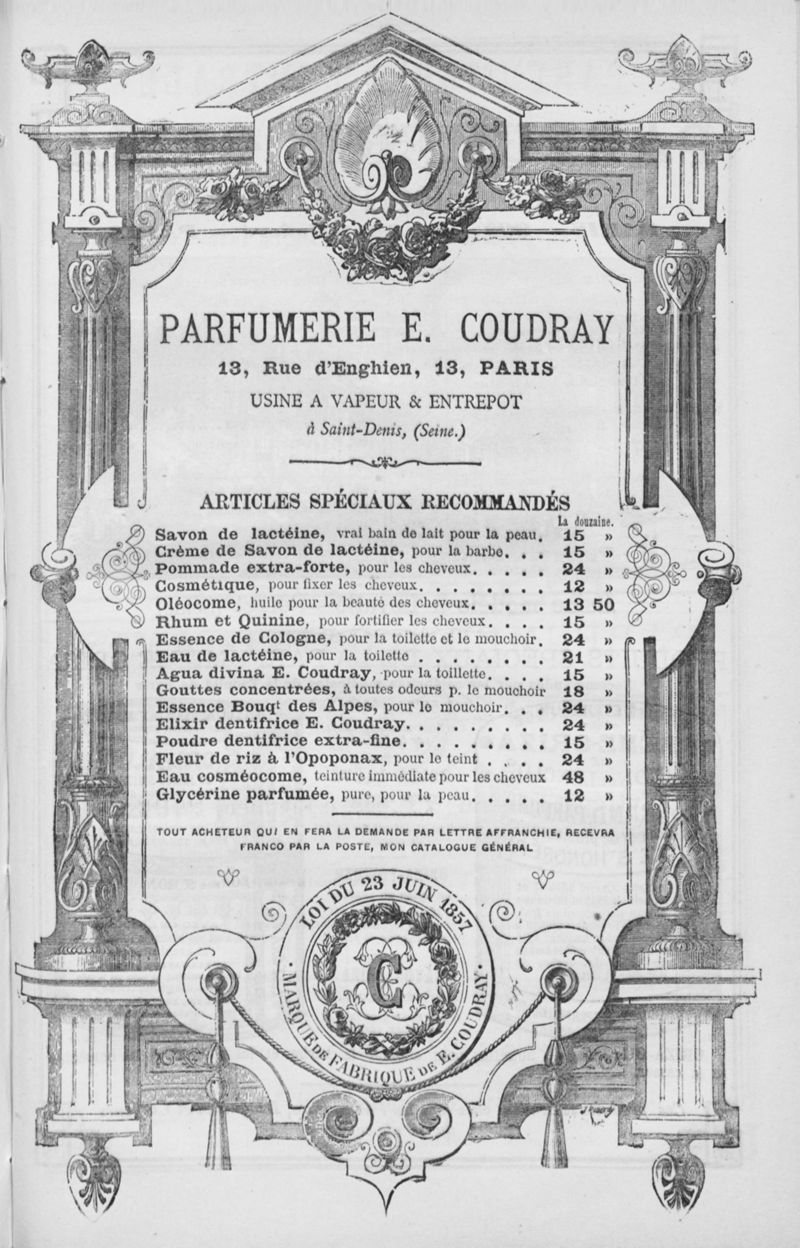 PARFUMERIE E. COUDRAY
13, Rue d'Enghien, 13, PARIS
USINE A VAPEUR & ENTREPOT
à Saint-Denis, (Seine.)
ARTICLES SPÉCIAUX RECOMMANDÉS
La douzaine.
Savon de lactéine, vrai bain de lait pour la peau. 15 »
Crême de Savon de lactéine, pour la barbe. . . 15 »
Pommade extra-forte, pour les cheveux. . . . . 24 »
Cosmétique, pour fixer les cheveux. . . . . . . . 12 »
Oléocome, huile pour la beauté des cheveux. . . . . 13 50
Rhum et Quinine, pour fortifier les cheveux. . . . 15 »
Essence de Cologne, pour la toilette et le mouchoir. 24 »
Eau de lactéine, pour la toilette . . . . . . . . 21 »
Agua divina E. Coudray, pour la toillette. . . . 15 »
Gouttes concentrées, à toutes odeurs p. le mouchoir 18 »
Essence Bouqt des Alpes, pour le mouchoir. . . 24 »
Elixir dentifrice E. Coudray. . . . . . . . . 24 »
Poudre dentifrice extra-fine. . . . . . . . . 15 »
Fleur de riz à l'Opoponax, pour le teint . . . . 24 »
Eau cosméocome, teinture immédiate pour les cheveux 48 »
Glycérine parfumée, pure, pour la peau. . . . . 12 »
TOUT ACHETEUR QUI EN FERA LA DEMANDE PAR LETTRE AFFRANCHIE, RECEVRA
FRANCO PAR LA POSTE, MON CATALOGUE GÉNÉRAL
LOI DU 23 JUIN 1857
EC
MARQUE DE FABRIQUE DE E. COUDRAY